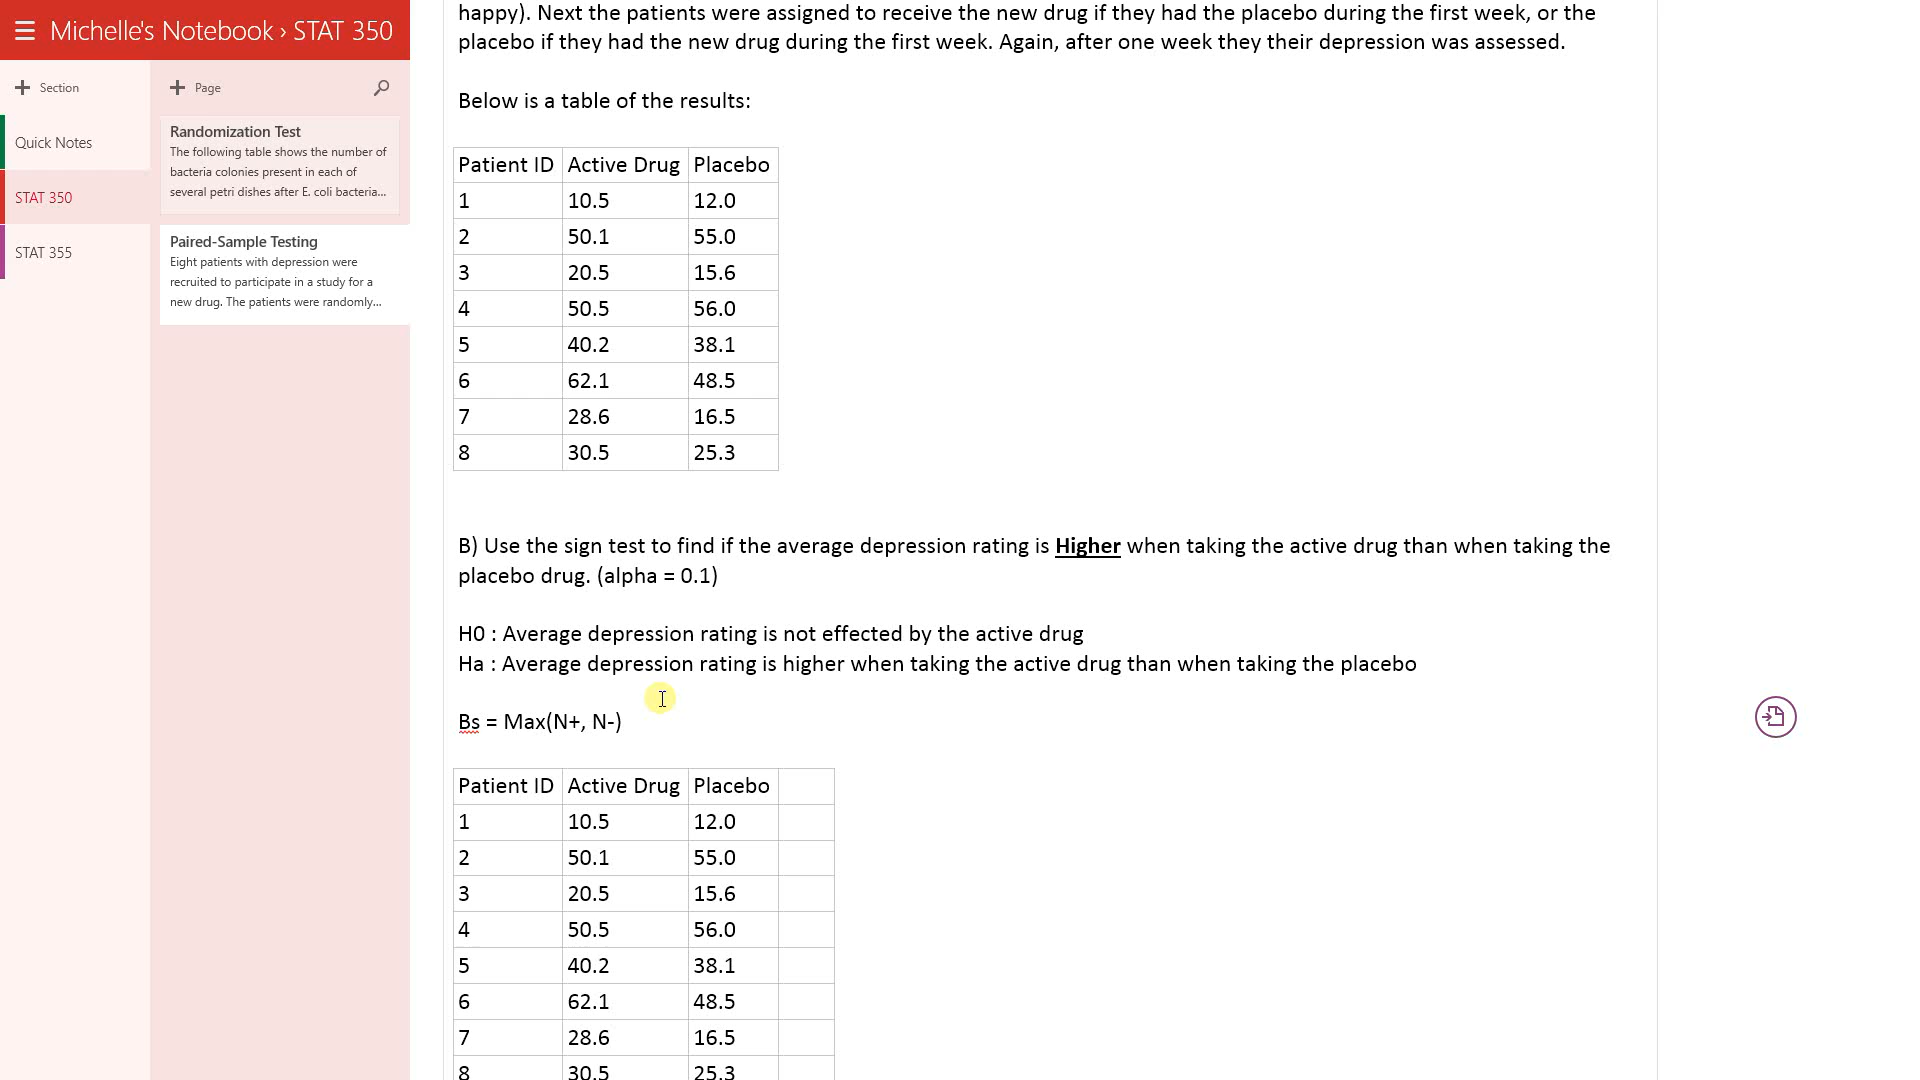 Michelle's Notebook › STAT 350
Section
Page
Quick Notes
STAT 350
STAT 355
Randomization Test
The following table shows the number of
bacteria colonies present in each of
several petri dishes after E. coli bacteria...
Paired-Sample Testing
Eight patients with depression were
recruited to participate in a study for a
new drug. The patients were randomly...
happy). Next the patients were assigned to receive the new drug if they had the placebo during the first week, or the
placebo if they had the new drug during the first week. Again, after one week they their depression was assessed.
Below is a table of the results:
Patient ID Active Drug Placebo
1 10.5 12.0
2 50.1 55.0
3 20.5 15.6
4 50.5 56.0
5 40.2 38.1
6 62.1 48.5
7 28.6 16.5
8 30.5 25.3
B) Use the sign test to find if the average depression rating is Higher when taking the active drug than when taking the
placebo drug. (alpha = 0.1)
H0 : Average depression rating is not effected by the active drug
Ha : Average depression rating is higher when taking the active drug than when taking the placebo
Bs = Max(N+, N-)
Patient ID Active Drug Placebo
1 10.5 12.0
2 50.1 55.0
3 20.5 15.6
4 50.5 56.0
5 40.2 38.1
6 62.1 48.5
7 28.6 16.5
8 30.5 25.3